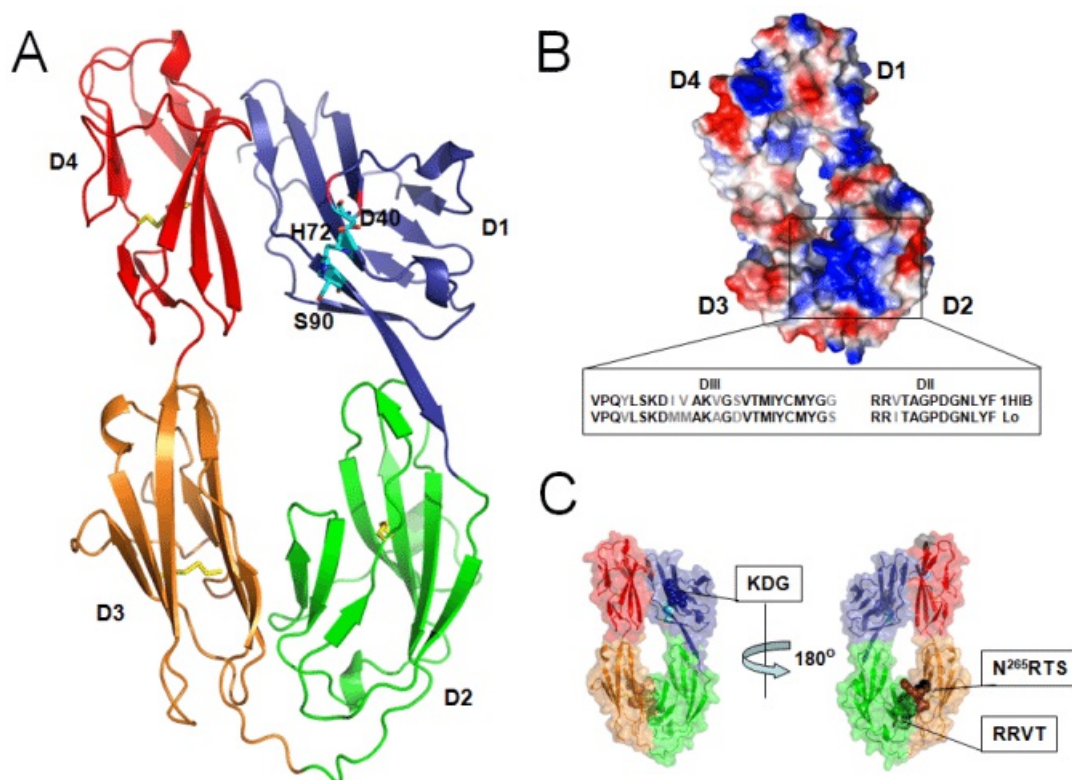 A
D4
D40
H72
D1
S90
D3
D2
B
D4
D1
D3
D2
DIII DII
VPQYLSKDIVAKVGSVTMIYCMYGG RRVTAGPDGNLYF 1HIB
VPQVLSKDMMAKAGDVTMIYCMYGS RRITAGPDGNLYF Lo
C
KDG
180°
N²⁶⁵RTS
RRVT